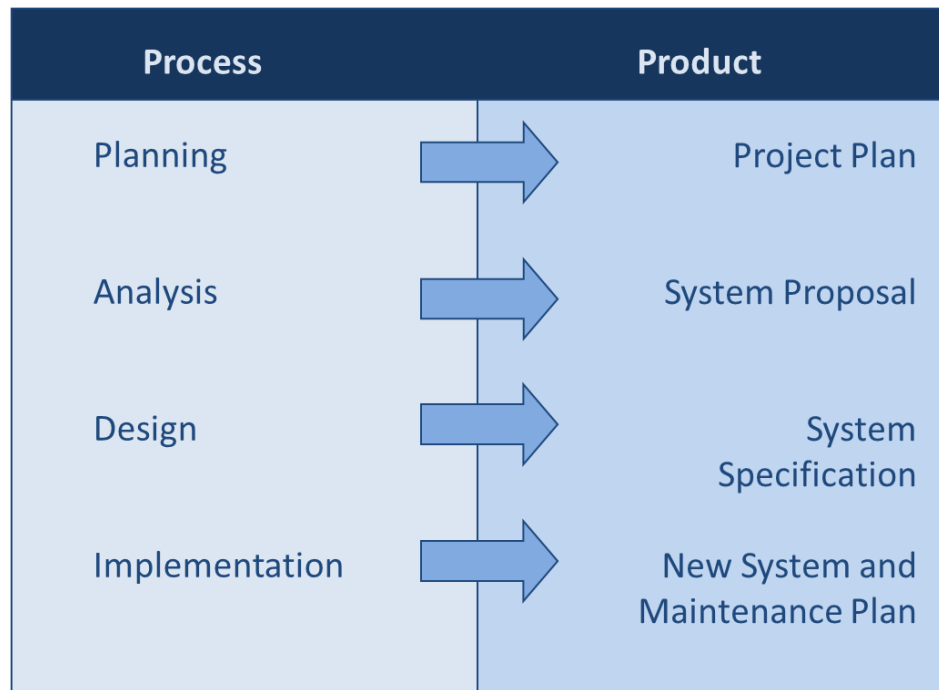 Process
Product
Planning
Project Plan
Analysis
System Proposal
Design
System
Specification
Implementation
New System and
Maintenance Plan